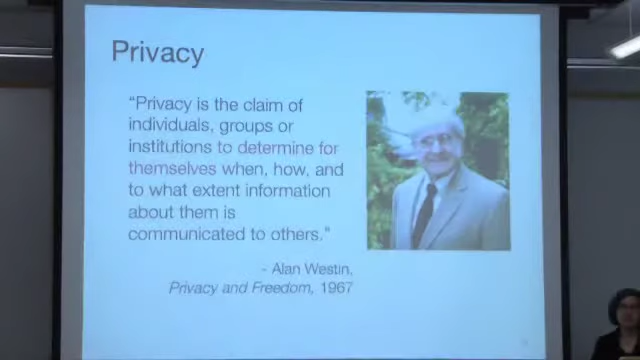 Privacy
“Privacy is the claim of
individuals, groups or
institutions to determine for
themselves when, how, and
to what extent information
about them is
communicated to others.”
- Alan Westin,
Privacy and Freedom, 1967